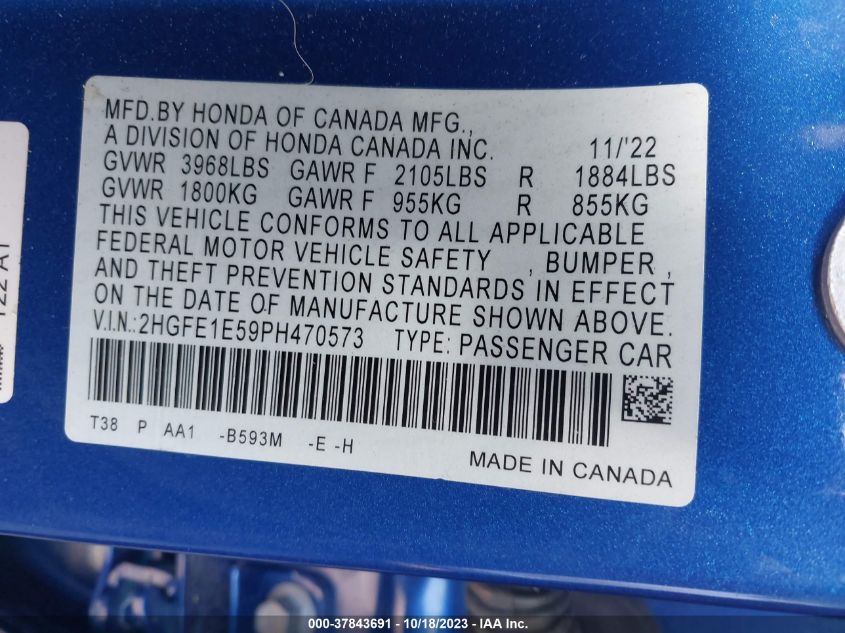 MFD.BY HONDA OF CANADA MFG.,
A DIVISION OF HONDA CANADA INC. 11/'22
GVWR 3968LBS GAWR F 2105LBS R 1884LBS
GVWR 1800KG GAWR F 955KG R 855KG
THIS VEHICLE CONFORMS TO ALL APPLICABLE
FEDERAL MOTOR VEHICLE SAFETY , BUMPER ,
AND THEFT PREVENTION STANDARDS IN EFFECT
ON THE DATE OF MANUFACTURE SHOWN ABOVE.
V.I.N.:2HGFE1E59PH470573 TYPE: PASSENGER CAR
T38 P AA1 -B593M -E -H
MADE IN CANADA
122 A1
000-37843691 - 10/18/2023 - IAA Inc.